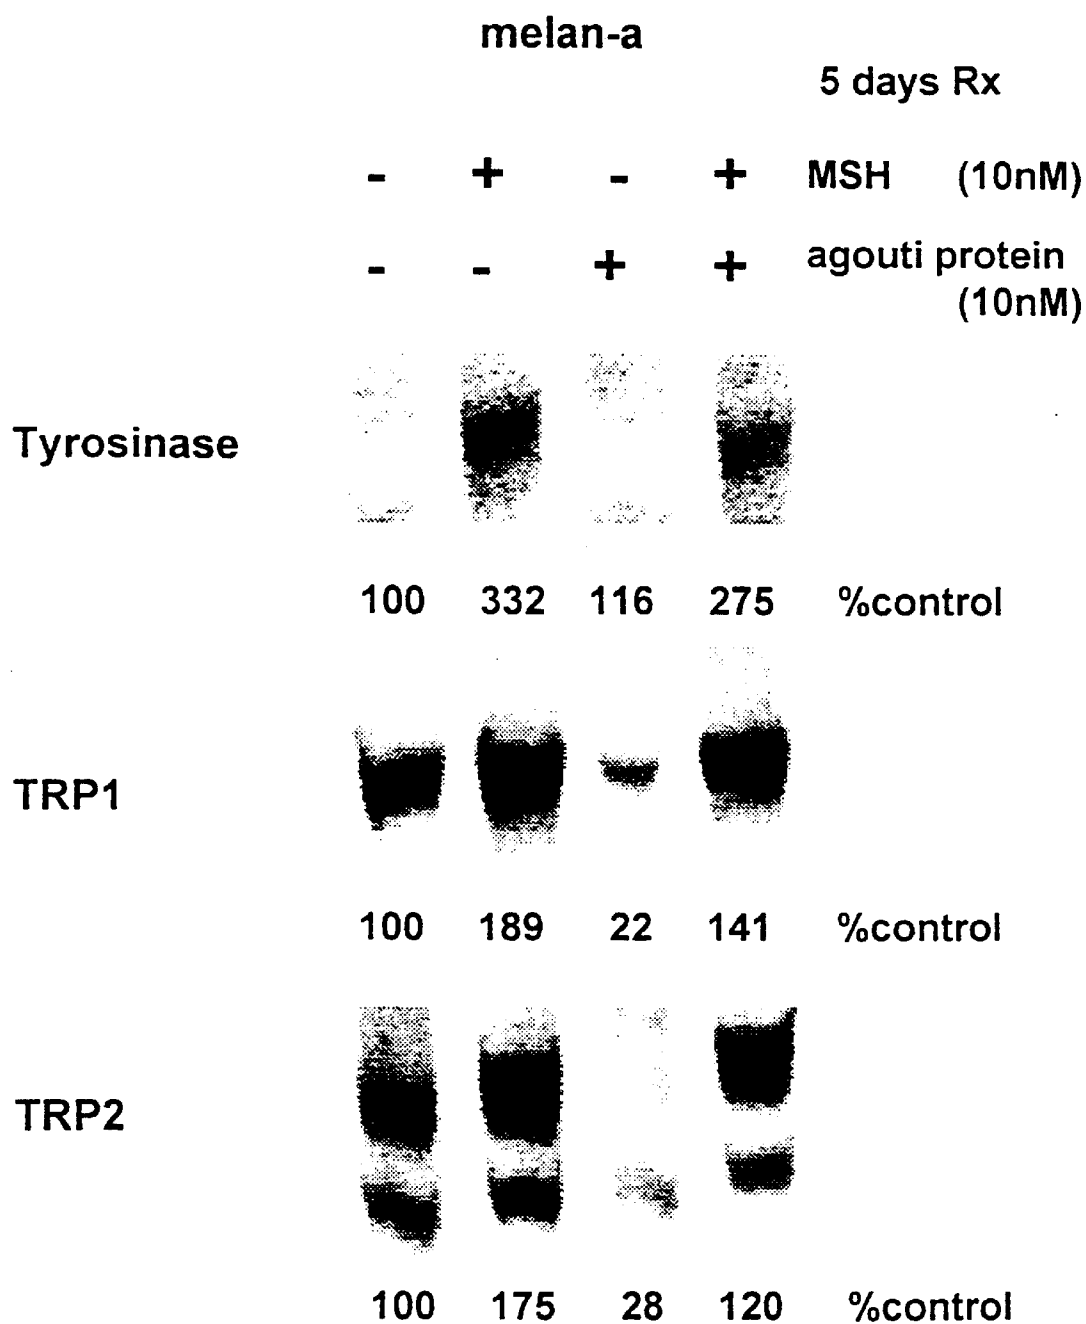 melan-a
5 days Rx
- + - + MSH (10nM)
- - + + agouti protein
(10nM)
Tyrosinase
100 332 116 275 %control
TRP1
100 189 22 141 %control
TRP2
100 175 28 120 %control